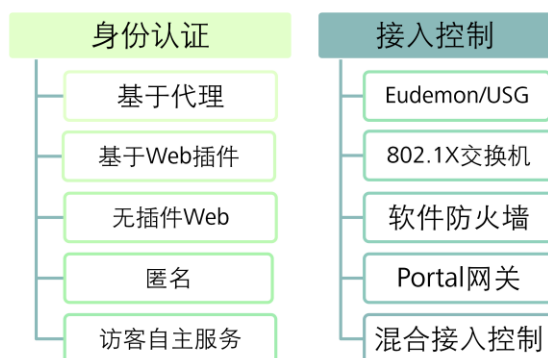 身份认证
基于代理
基于Web插件
无插件Web
匿名
访客自主服务
接入控制
Eudemon/USG
802.1X交换机
软件防火墙
Portal网关
混合接入控制